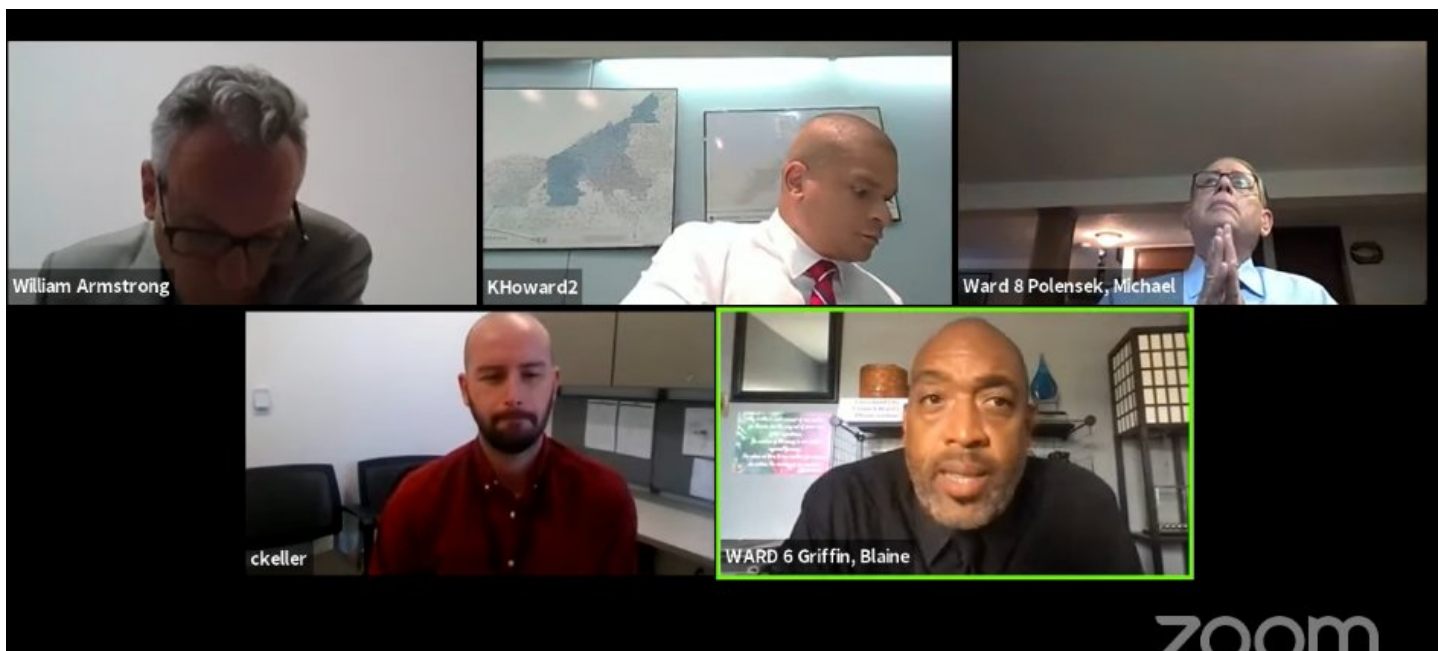 William Armstrong
KHoward2
Ward 8 Polensek, Michael
ckeller
WARD 6 Griffin, Blaine
zoom